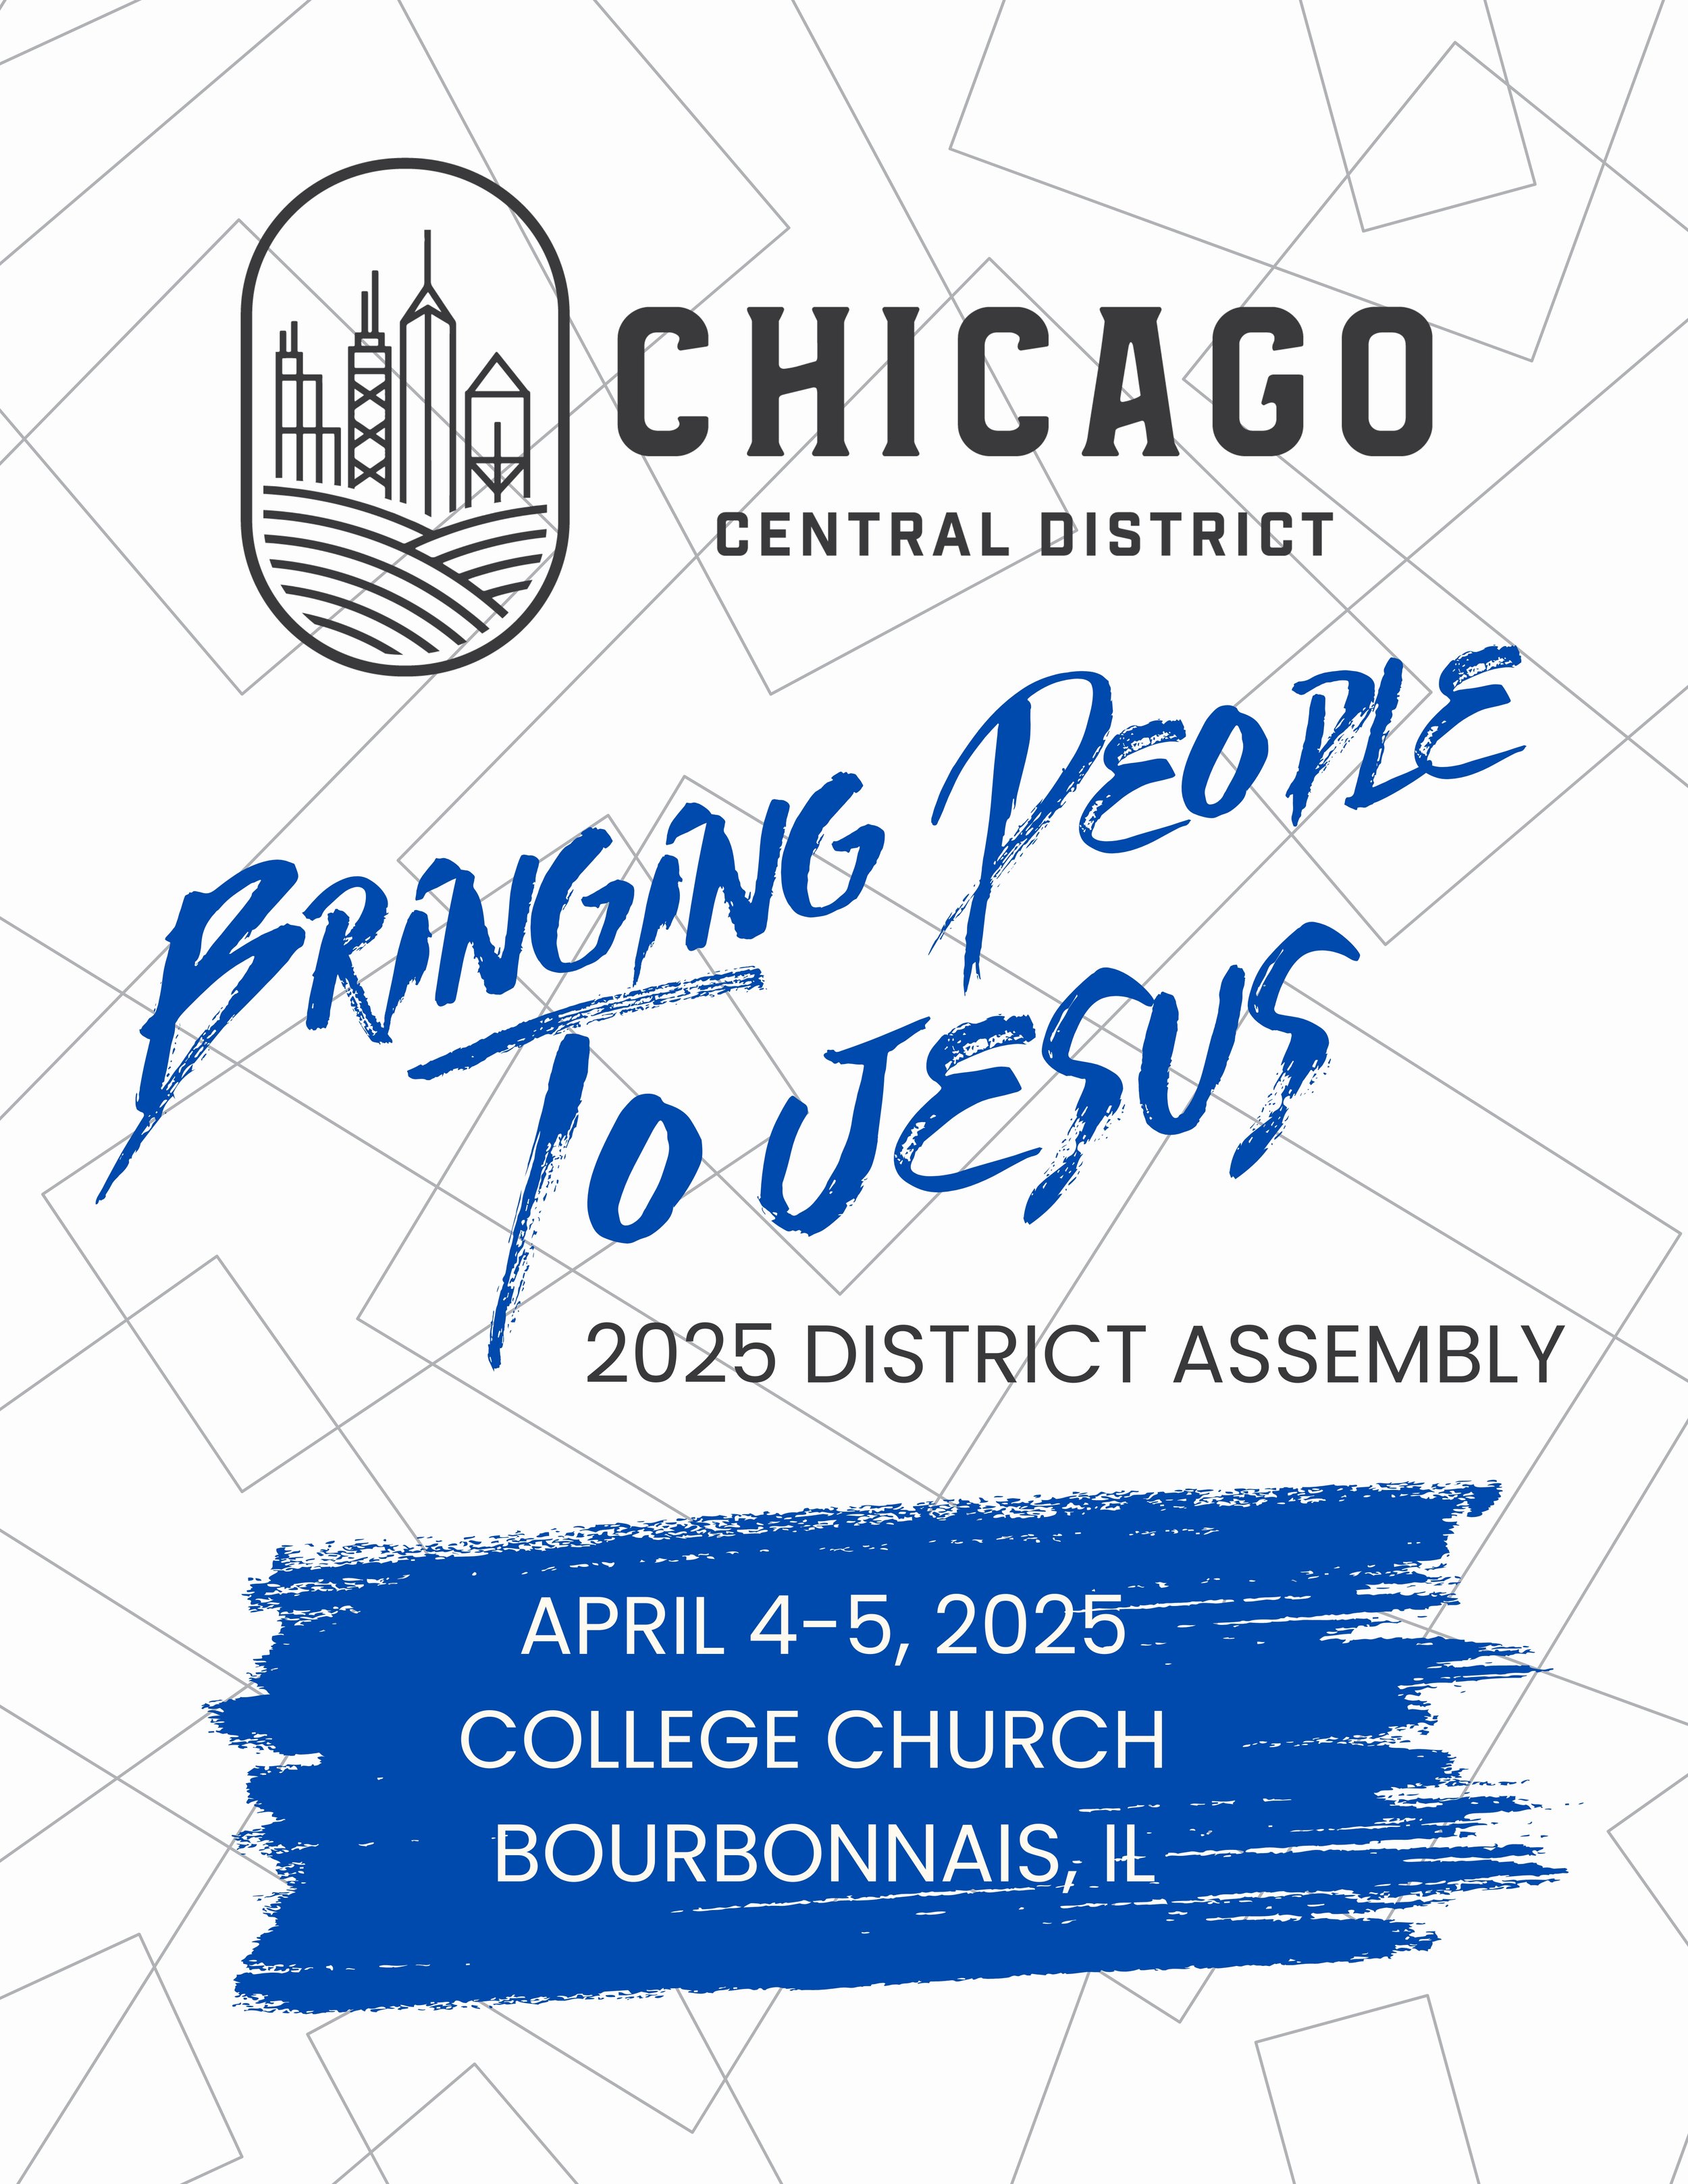 CHICAGO
CENTRAL DISTRICT
BRINGING PEOPLE
TO JESUS
2025 DISTRICT ASSEMBLY
APRIL 4-5, 2025
COLLEGE CHURCH
BOURBONNAIS, IL